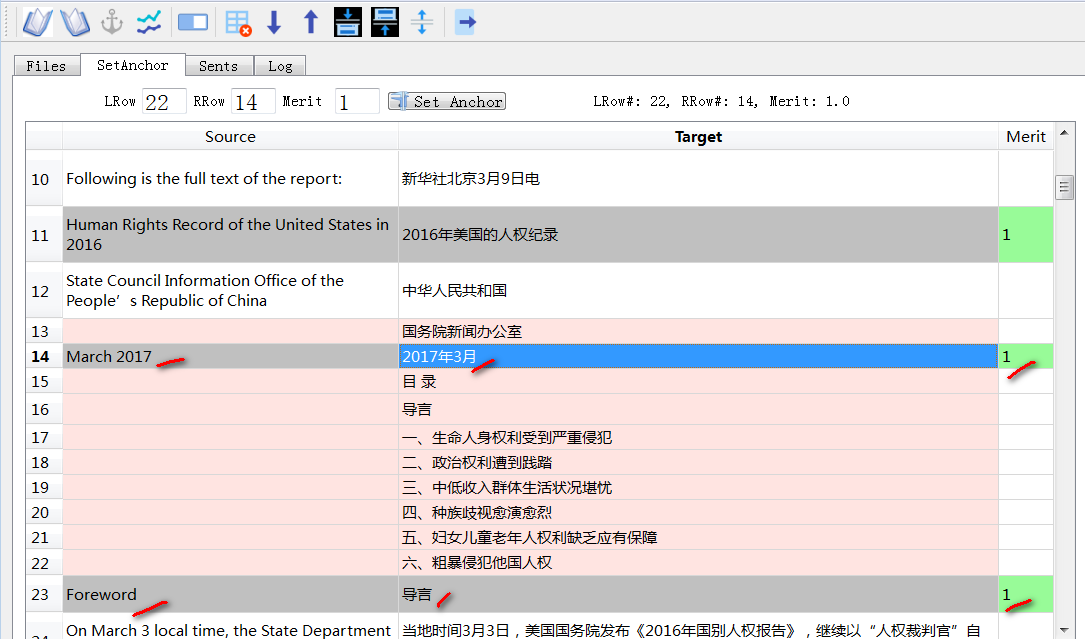 Files SetAnchor Sents Log
LRow 22 RRow 14 Merit 1 Set Anchor LRow#: 22, RRow#: 14, Merit: 1.0
Source Target Merit
10 Following is the full text of the report: 新华社北京3月9日电
11 Human Rights Record of the United States in 2016 2016年美国的人权纪录 1
12 State Council Information Office of the People’s Republic of China 中华人民共和国
13 国务院新闻办公室
14 March 2017 2017年3月 1
15 目 录
16 导言
17 一、生命人身权利受到严重侵犯
18 二、政治权利遭到践踏
19 三、中低收入群体生活状况堪忧
20 四、种族歧视愈演愈烈
21 五、妇女儿童老年人权利缺乏应有保障
22 六、粗暴侵犯他国人权
23 Foreword 导言 1
24 On March 3 local time, the State Department 当地时间3月3日，美国国务院发布《2016年国别人权报告》，继续以“人权裁判官”自